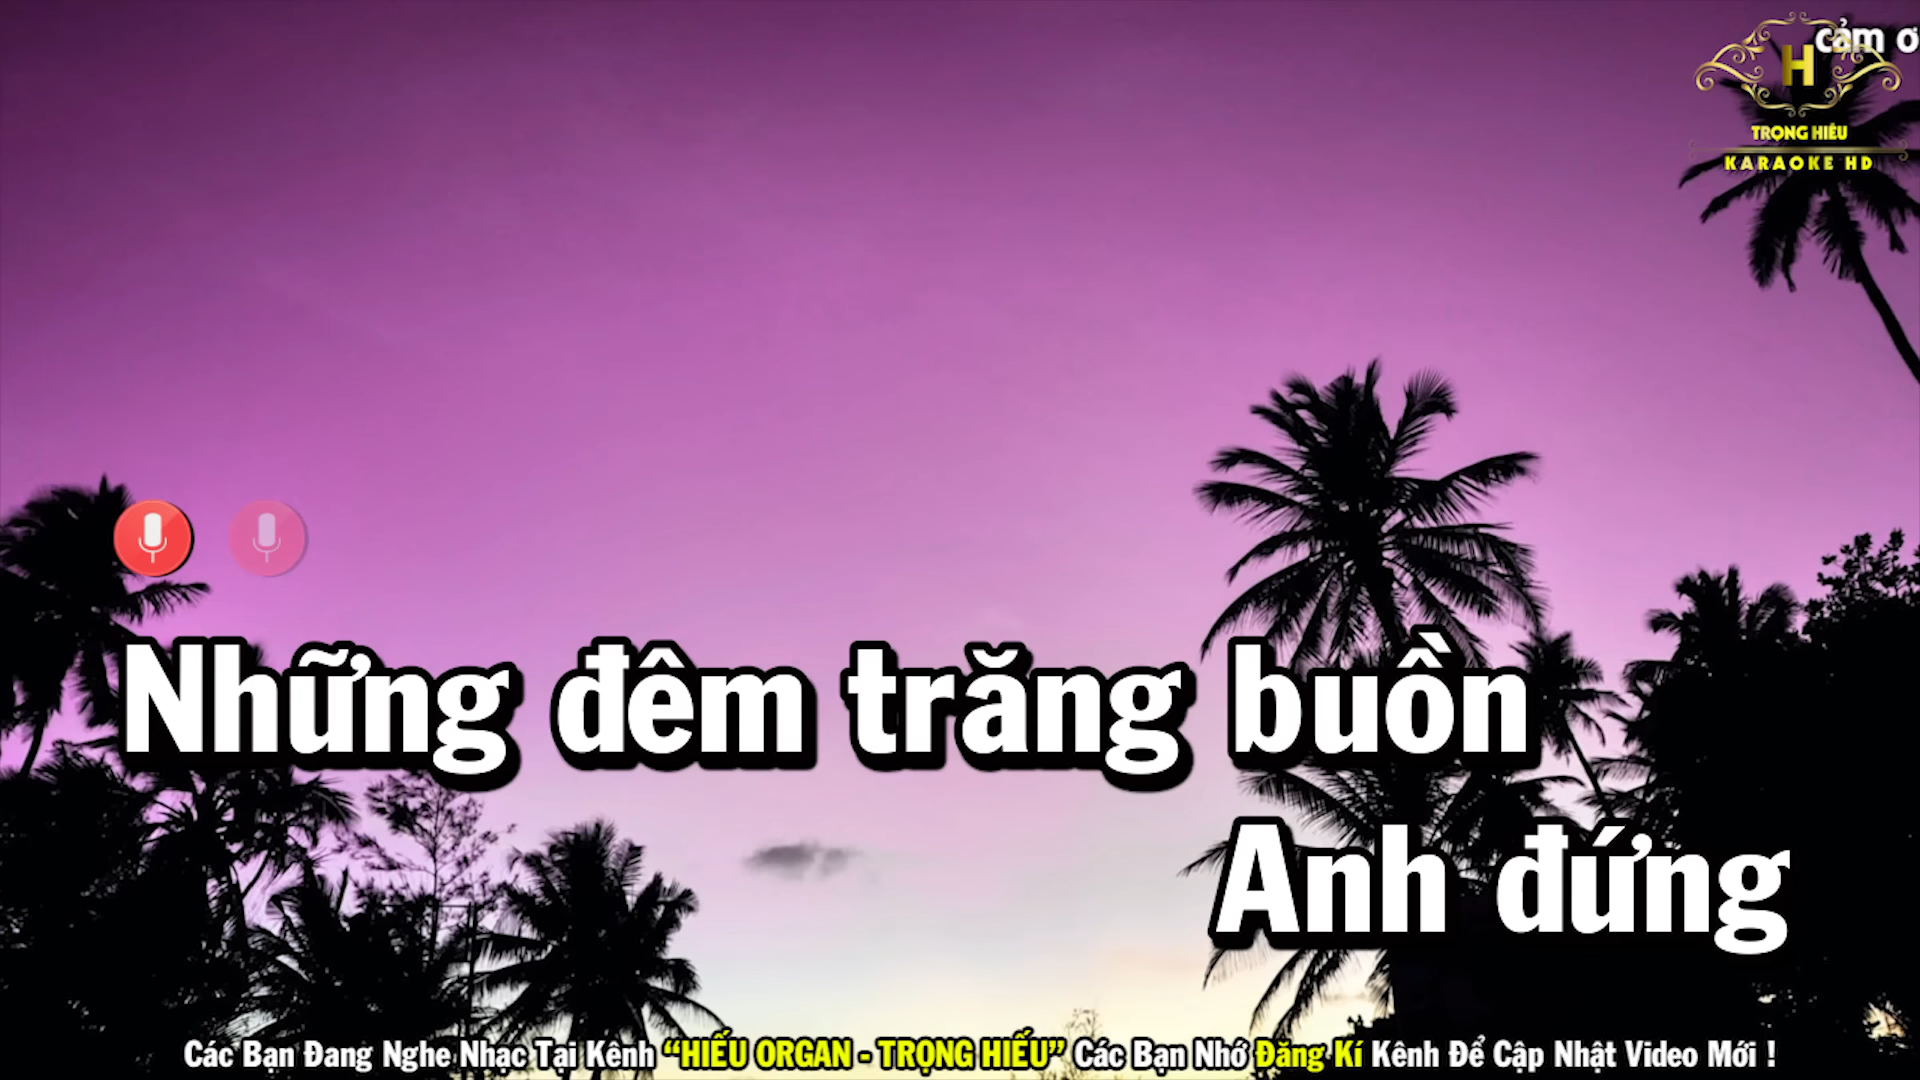 cảm ơ
H
TRỌNG HIẾU
KARAOKE HD
Những đêm trăng buồn
Anh đứng
Các Bạn Đang Nghe Nhạc Tại Kênh “HIẾU ORGAN - TRỌNG HIẾU” Các Bạn Nhớ Đăng Kí Kênh Để Cập Nhật Video Mới !